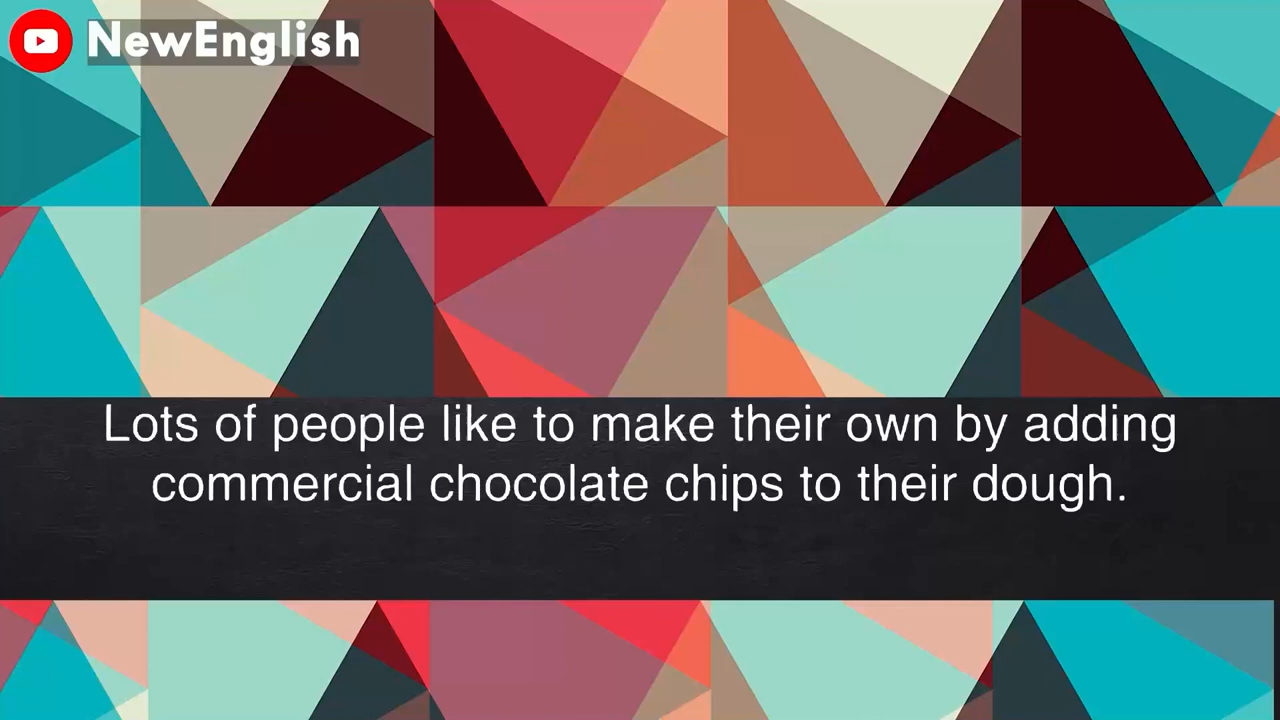 NewEnglish
Lots of people like to make their own by adding
commercial chocolate chips to their dough.